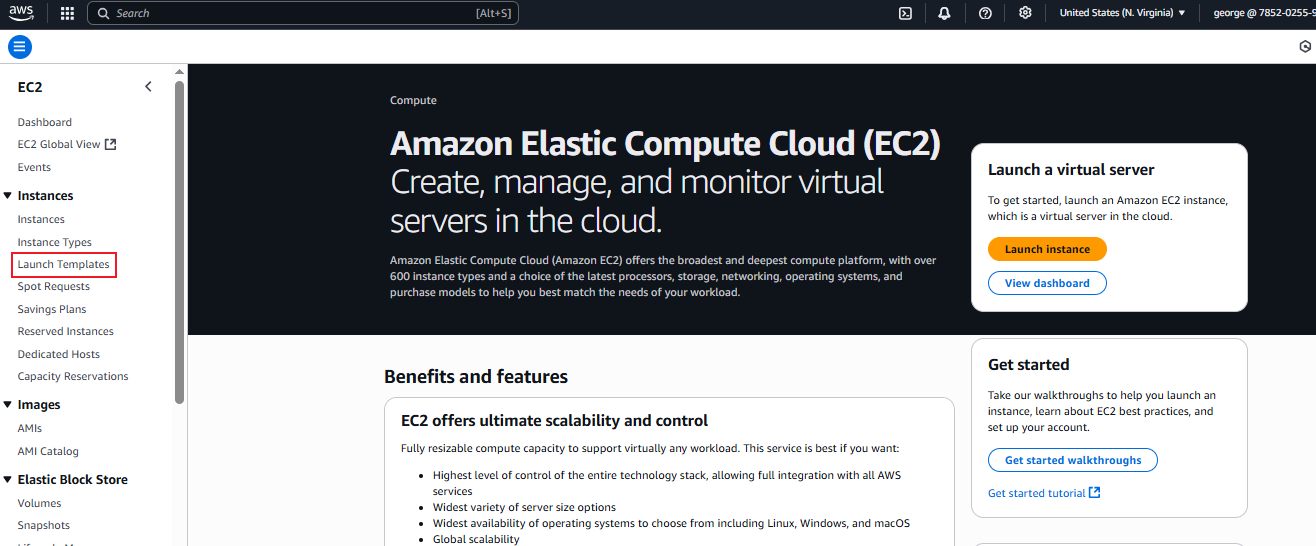 aws
Search
[Alt+S]
United States (N. Virginia)
george @ 7852-0255-9
EC2
Dashboard
EC2 Global View
Events
Instances
Instances
Instance Types
Launch Templates
Spot Requests
Savings Plans
Reserved Instances
Dedicated Hosts
Capacity Reservations
Images
AMIs
AMI Catalog
Elastic Block Store
Volumes
Snapshots
Compute
Amazon Elastic Compute Cloud (EC2)
Create, manage, and monitor virtual
servers in the cloud.
Amazon Elastic Compute Cloud (Amazon EC2) offers the broadest and deepest compute platform, with over
600 instance types and a choice of the latest processors, storage, networking, operating systems, and
purchase models to help you best match the needs of your workload.
Launch a virtual server
To get started, launch an Amazon EC2 instance,
which is a virtual server in the cloud.
Launch instance
View dashboard
Benefits and features
EC2 offers ultimate scalability and control
Fully resizable compute capacity to support virtually any workload. This service is best if you want:
• Highest level of control of the entire technology stack, allowing full integration with all AWS
services
• Widest variety of server size options
• Widest availability of operating systems to choose from including Linux, Windows, and macOS
• Global scalability
Get started
Take our walkthroughs to help you launch an
instance, learn about EC2 best practices, and
set up your account.
Get started walkthroughs
Get started tutorial